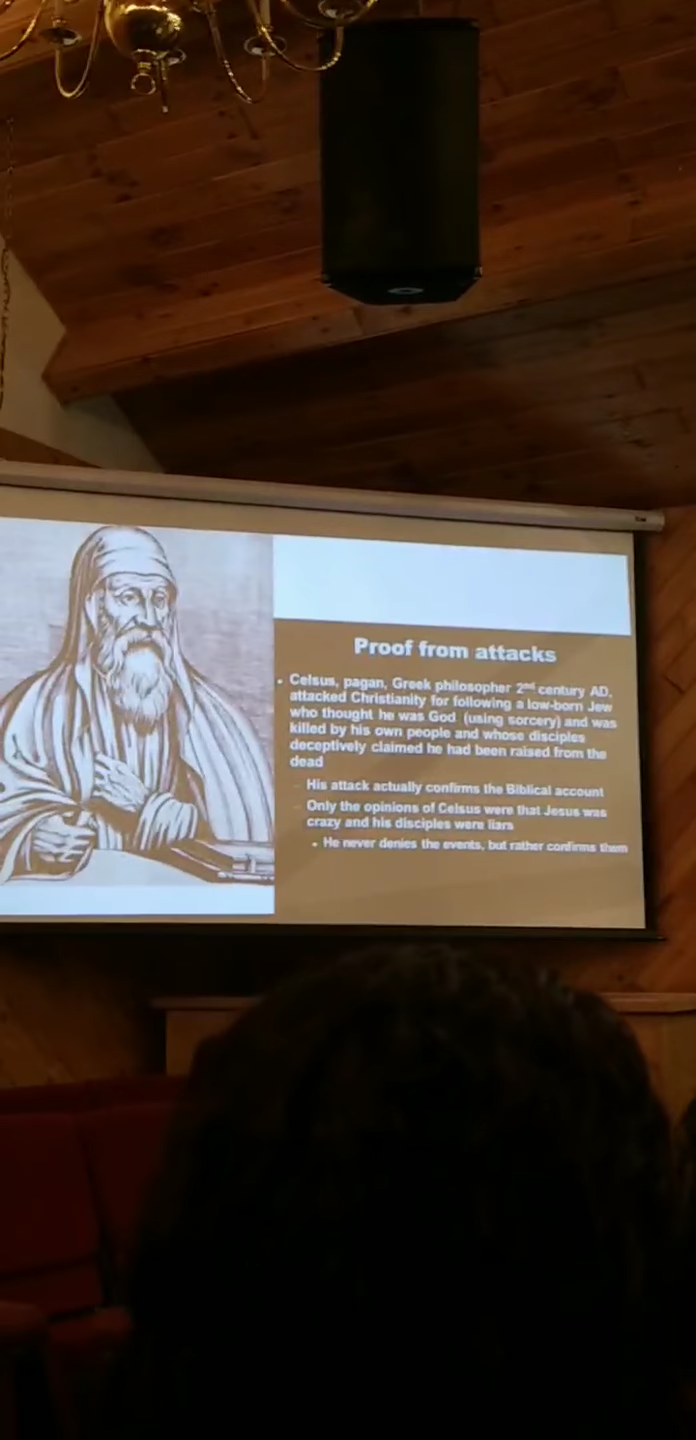 Proof from attacks
• Celsus, pagan, Greek philosopher 2nd century AD,
attacked Christianity for following a low-born Jew
who thought he was God (using sorcery) and was
killed by his own people and whose disciples
deceptively claimed he had been raised from the
dead
– His attack actually confirms the Biblical account
– Only the opinions of Celsus were that Jesus was
crazy and his disciples were liars
• He never denies the events, but rather confirms them